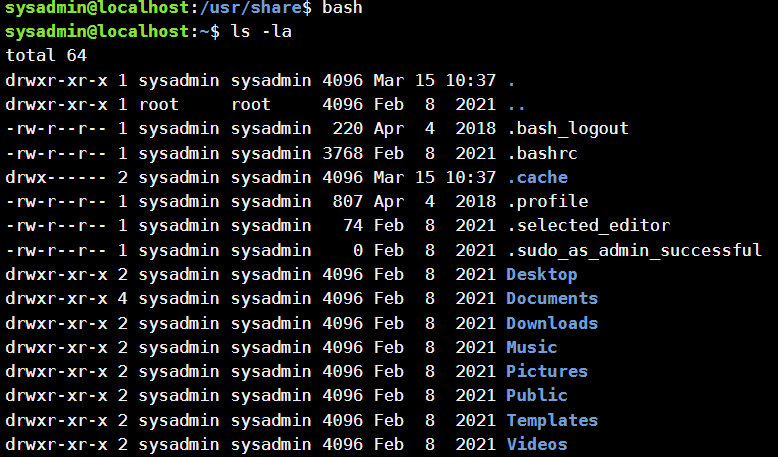 sysadmin@localhost:/usr/share$ bash
sysadmin@localhost:~$ ls -la
total 64
drwxr-xr-x 1 sysadmin sysadmin 4096 Mar 15 10:37 .
drwxr-xr-x 1 root     root     4096 Feb  8  2021 ..
-rw-r--r-- 1 sysadmin sysadmin  220 Apr  4  2018 .bash_logout
-rw-r--r-- 1 sysadmin sysadmin 3768 Feb  8  2021 .bashrc
drwx------ 2 sysadmin sysadmin 4096 Mar 15 10:37 .cache
-rw-r--r-- 1 sysadmin sysadmin  807 Apr  4  2018 .profile
-rw-r--r-- 1 sysadmin sysadmin   74 Feb  8  2021 .selected_editor
-rw-r--r-- 1 sysadmin sysadmin    0 Feb  8  2021 .sudo_as_admin_successful
drwxr-xr-x 2 sysadmin sysadmin 4096 Feb  8  2021 Desktop
drwxr-xr-x 4 sysadmin sysadmin 4096 Feb  8  2021 Documents
drwxr-xr-x 2 sysadmin sysadmin 4096 Feb  8  2021 Downloads
drwxr-xr-x 2 sysadmin sysadmin 4096 Feb  8  2021 Music
drwxr-xr-x 2 sysadmin sysadmin 4096 Feb  8  2021 Pictures
drwxr-xr-x 2 sysadmin sysadmin 4096 Feb  8  2021 Public
drwxr-xr-x 2 sysadmin sysadmin 4096 Feb  8  2021 Templates
drwxr-xr-x 2 sysadmin sysadmin 4096 Feb  8  2021 Videos